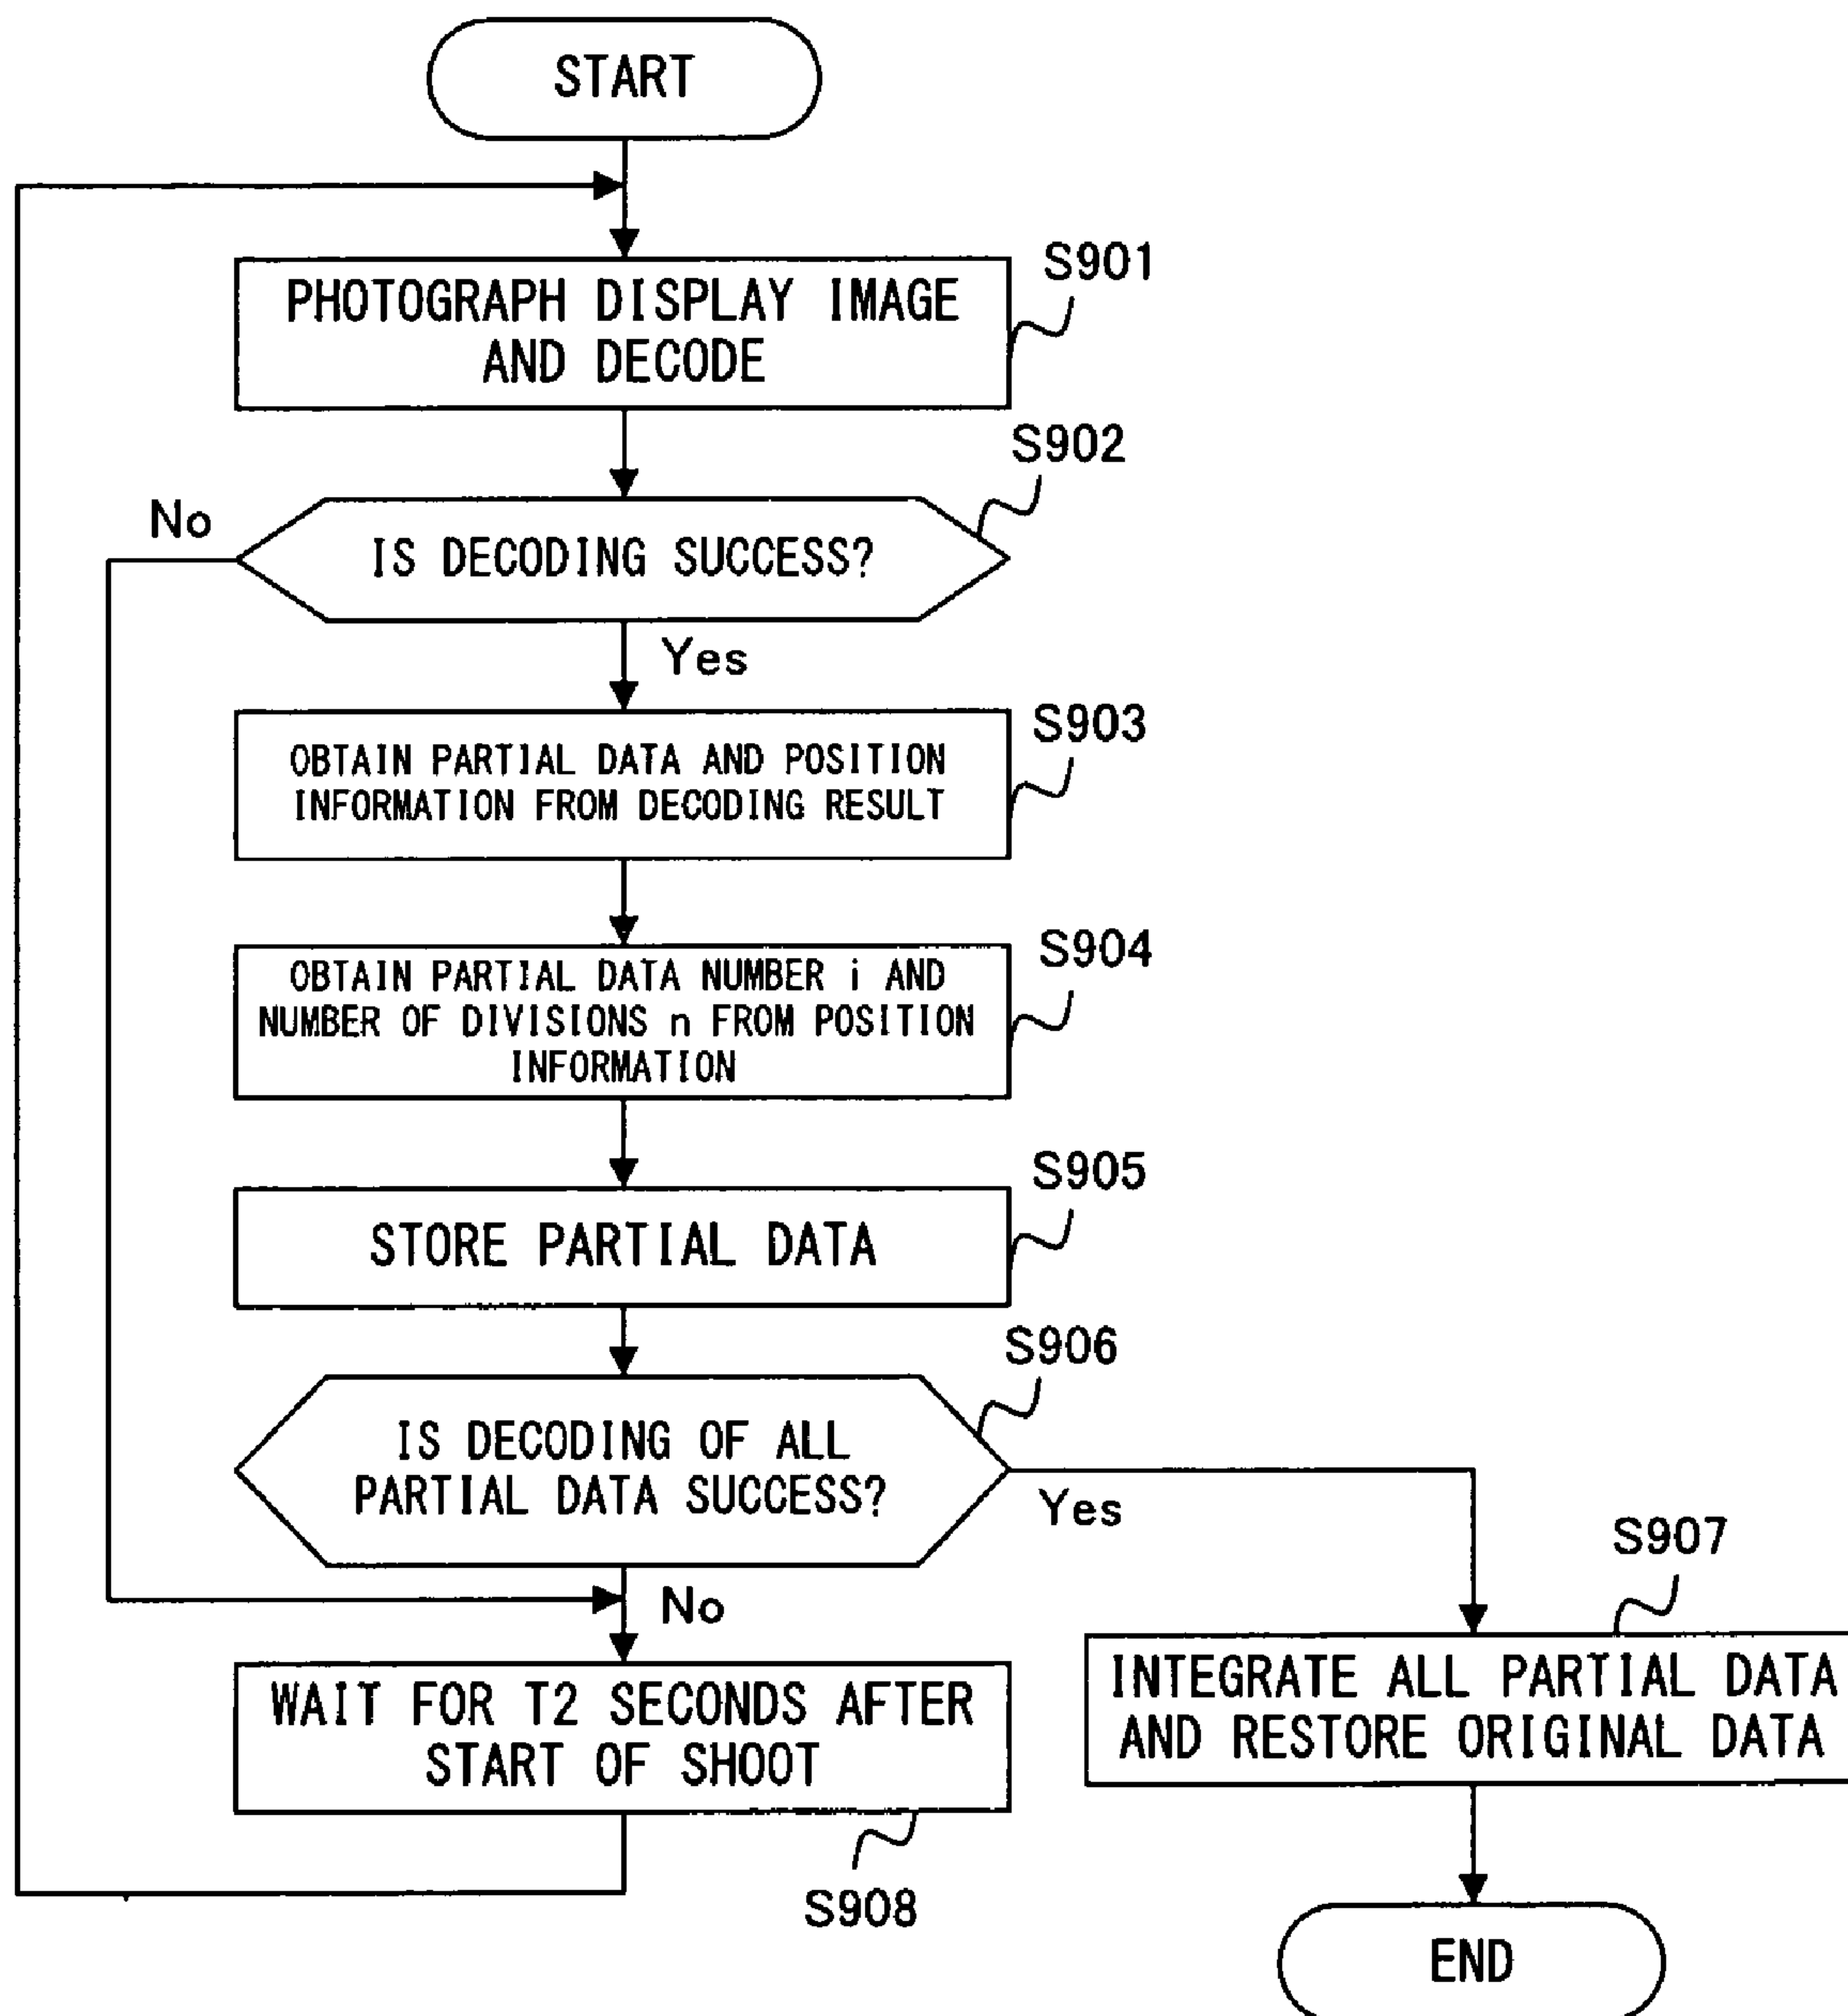 START
S901
PHOTOGRAPH DISPLAY IMAGE
AND DECODE
S902
No
IS DECODING SUCCESS?
Yes
S903
OBTAIN PARTIAL DATA AND POSITION
INFORMATION FROM DECODING RESULT
S904
OBTAIN PARTIAL DATA NUMBER i AND
NUMBER OF DIVISIONS n FROM POSITION
INFORMATION
S905
STORE PARTIAL DATA
S906
IS DECODING OF ALL
PARTIAL DATA SUCCESS?
Yes
No
S907
INTEGRATE ALL PARTIAL DATA
AND RESTORE ORIGINAL DATA
WAIT FOR T2 SECONDS AFTER
START OF SHOOT
S908
END